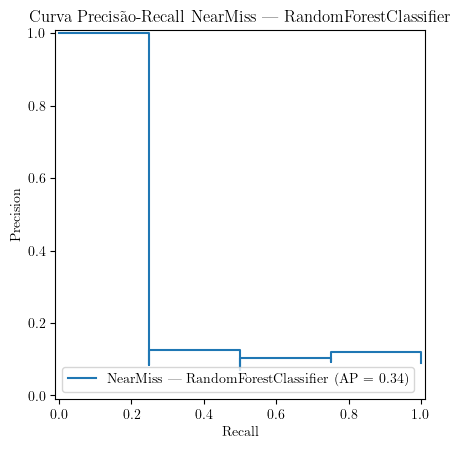 Curva Precisão-Recall NearMiss — RandomForestClassifier
1.0
0.8
0.6
0.4
0.2
0.0
Precision
NearMiss — RandomForestClassifier (AP = 0.34)
0.0 0.2 0.4 0.6 0.8 1.0
Recall